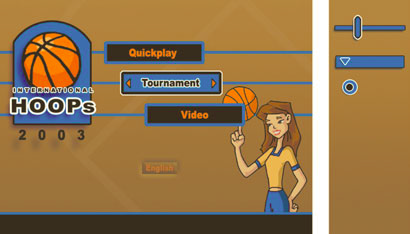 INTERNATIONAL
HOOPs
2003
Quickplay
Tournament
Video
English